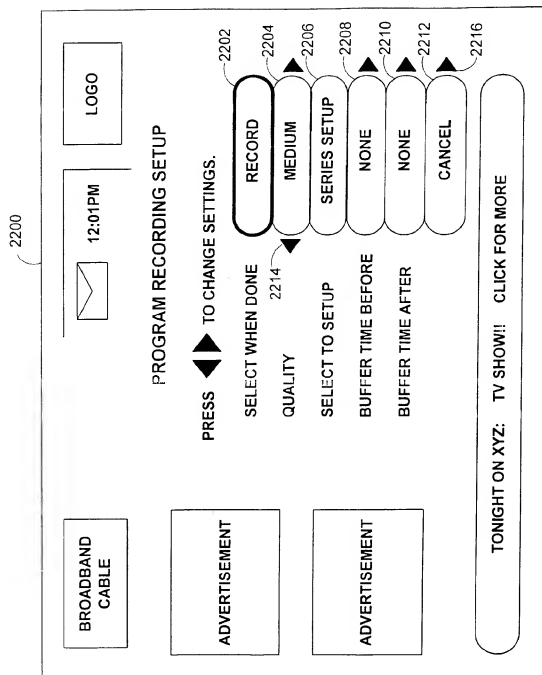 2200
BROADBAND
CABLE
12:01PM
LOGO
PROGRAM RECORDING SETUP
PRESS TO CHANGE SETTINGS.
ADVERTISEMENT
ADVERTISEMENT
SELECT WHEN DONE
RECORD
2202
QUALITY
2214
MEDIUM
2204
SELECT TO SETUP
SERIES SETUP
2206
BUFFER TIME BEFORE
NONE
2208
BUFFER TIME AFTER
NONE
2210
CANCEL
2212
2216
TONIGHT ON XYZ: TV SHOW!! CLICK FOR MORE